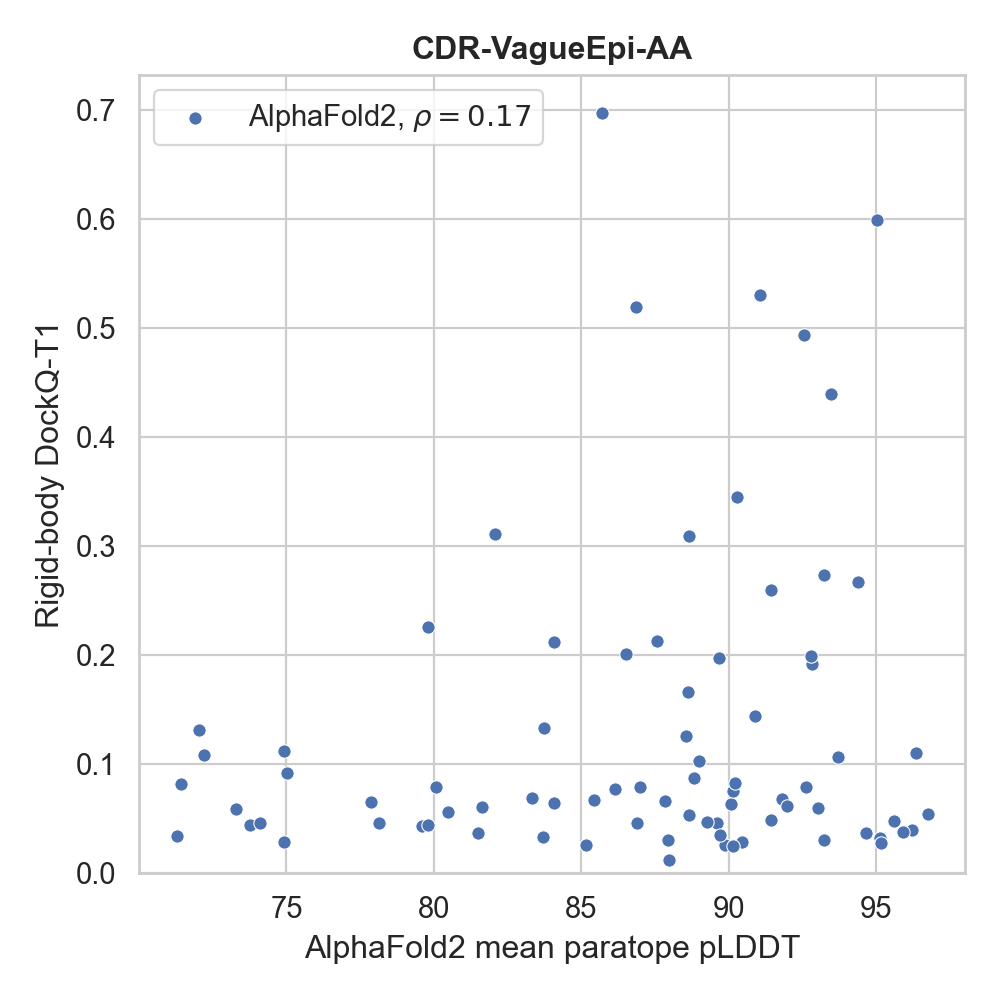 CDR-VagueEpi-AA
AlphaFold2, ρ = 0.17
0.7
0.6
0.5
0.4
0.3
0.2
0.1
0.0
Rigid-body DockQ-T1
75 80 85 90 95
AlphaFold2 mean paratope pLDDT